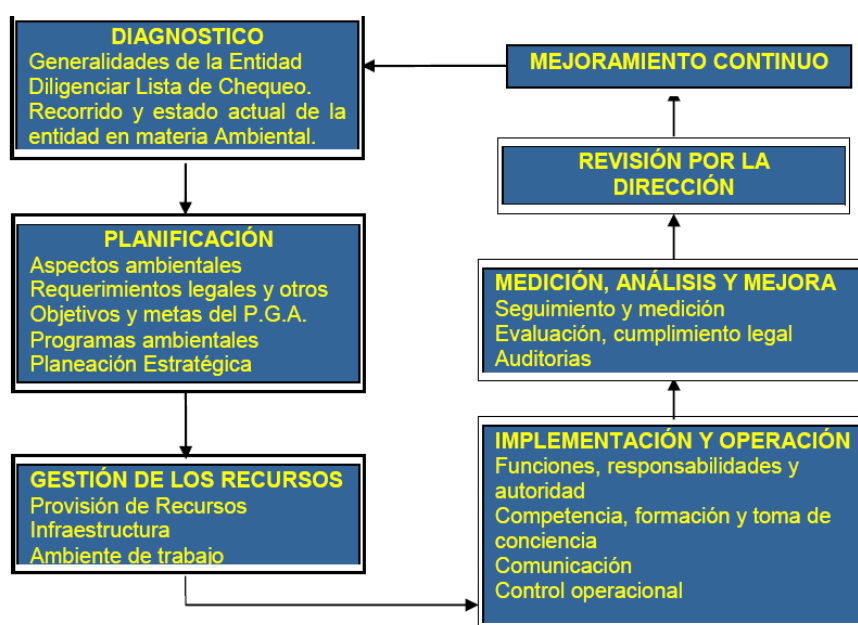 DIAGNOSTICO
Generalidades de la Entidad
Diligenciar Lista de Chequeo.
Recorrido y estado actual de la
entidad en materia Ambiental.
PLANIFICACIÓN
Aspectos ambientales
Requerimientos legales y otros
Objetivos y metas del P.G.A.
Programas ambientales
Planeación Estratégica
GESTIÓN DE LOS RECURSOS
Provisión de Recursos
Infraestructura
Ambiente de trabajo
IMPLEMENTACIÓN Y OPERACIÓN
Funciones, responsabilidades y
autoridad
Competencia, formación y toma de
conciencia
Comunicación
Control operacional
MEDICIÓN, ANÁLISIS Y MEJORA
Seguimiento y medición
Evaluación, cumplimiento legal
Auditorias
REVISIÓN POR LA
DIRECCIÓN
MEJORAMIENTO CONTINUO